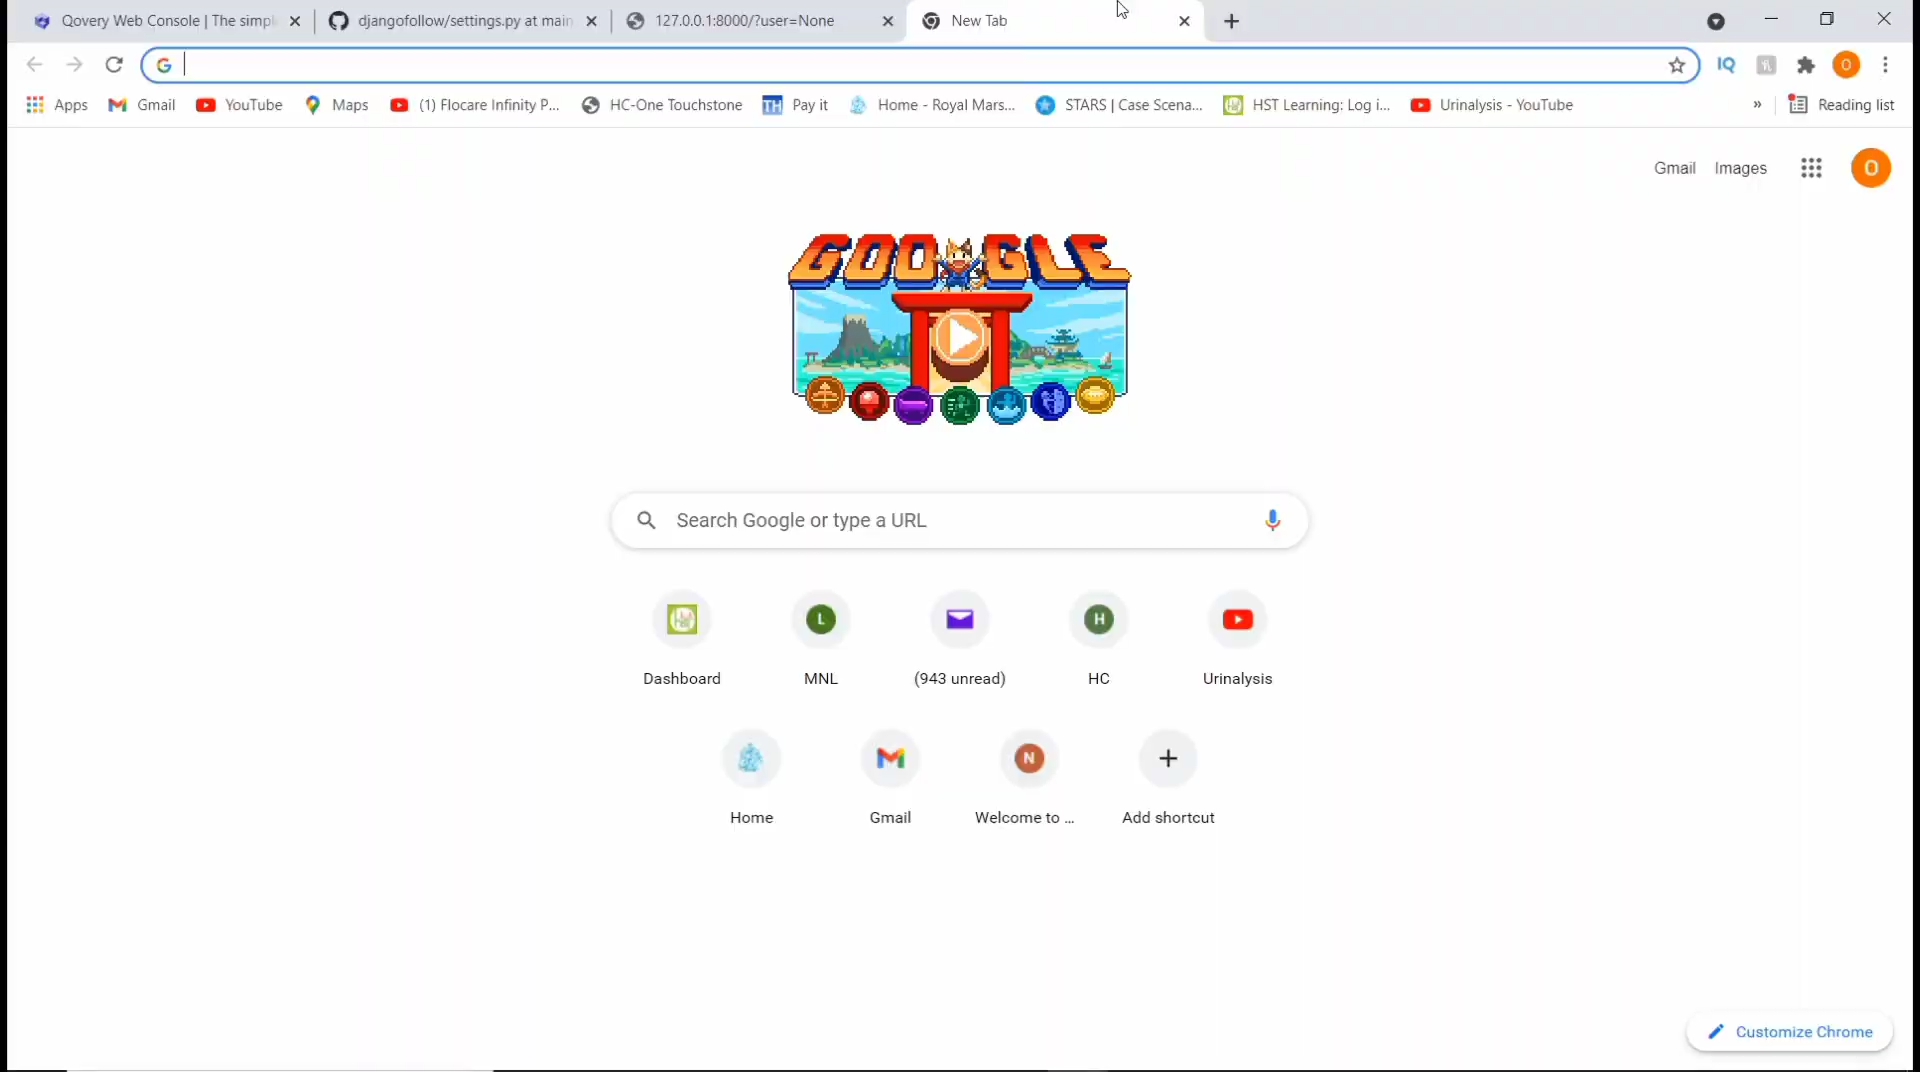 Qovery Web Console | The simpl
djangofollow/settings.py at main
127.0.0.1:8000/?user=None
New Tab
G
IQ
O
Apps
Gmail
YouTube
Maps
(1) Flocare Infinity P...
HC-One Touchstone
TH Pay it
Home - Royal Mars...
STARS | Case Scena...
HST Learning: Log i...
Urinalysis - YouTube
»
Reading list
Gmail
Images
O
GOOGLE
Search Google or type a URL
Dashboard
L
MNL
(943 unread)
H
HC
Urinalysis
Home
Gmail
N
Welcome to ...
Add shortcut
Customize Chrome